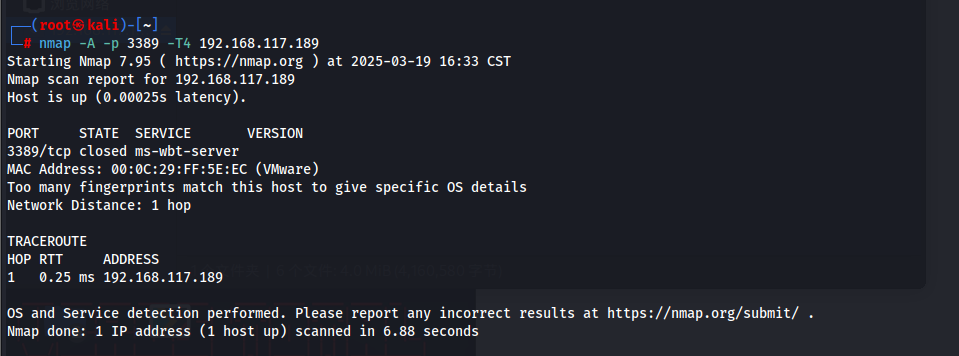 ┌──(root㉿kali)-[~]
└─# nmap -A -p 3389 -T4 192.168.117.189
Starting Nmap 7.95 ( https://nmap.org ) at 2025-03-19 16:33 CST
Nmap scan report for 192.168.117.189
Host is up (0.00025s latency).

PORT     STATE  SERVICE       VERSION
3389/tcp closed ms-wbt-server
MAC Address: 00:0C:29:FF:5E:EC (VMware)
Too many fingerprints match this host to give specific OS details
Network Distance: 1 hop

TRACEROUTE
HOP RTT     ADDRESS
1   0.25 ms 192.168.117.189

OS and Service detection performed. Please report any incorrect results at https://nmap.org/submit/ .
Nmap done: 1 IP address (1 host up) scanned in 6.88 seconds